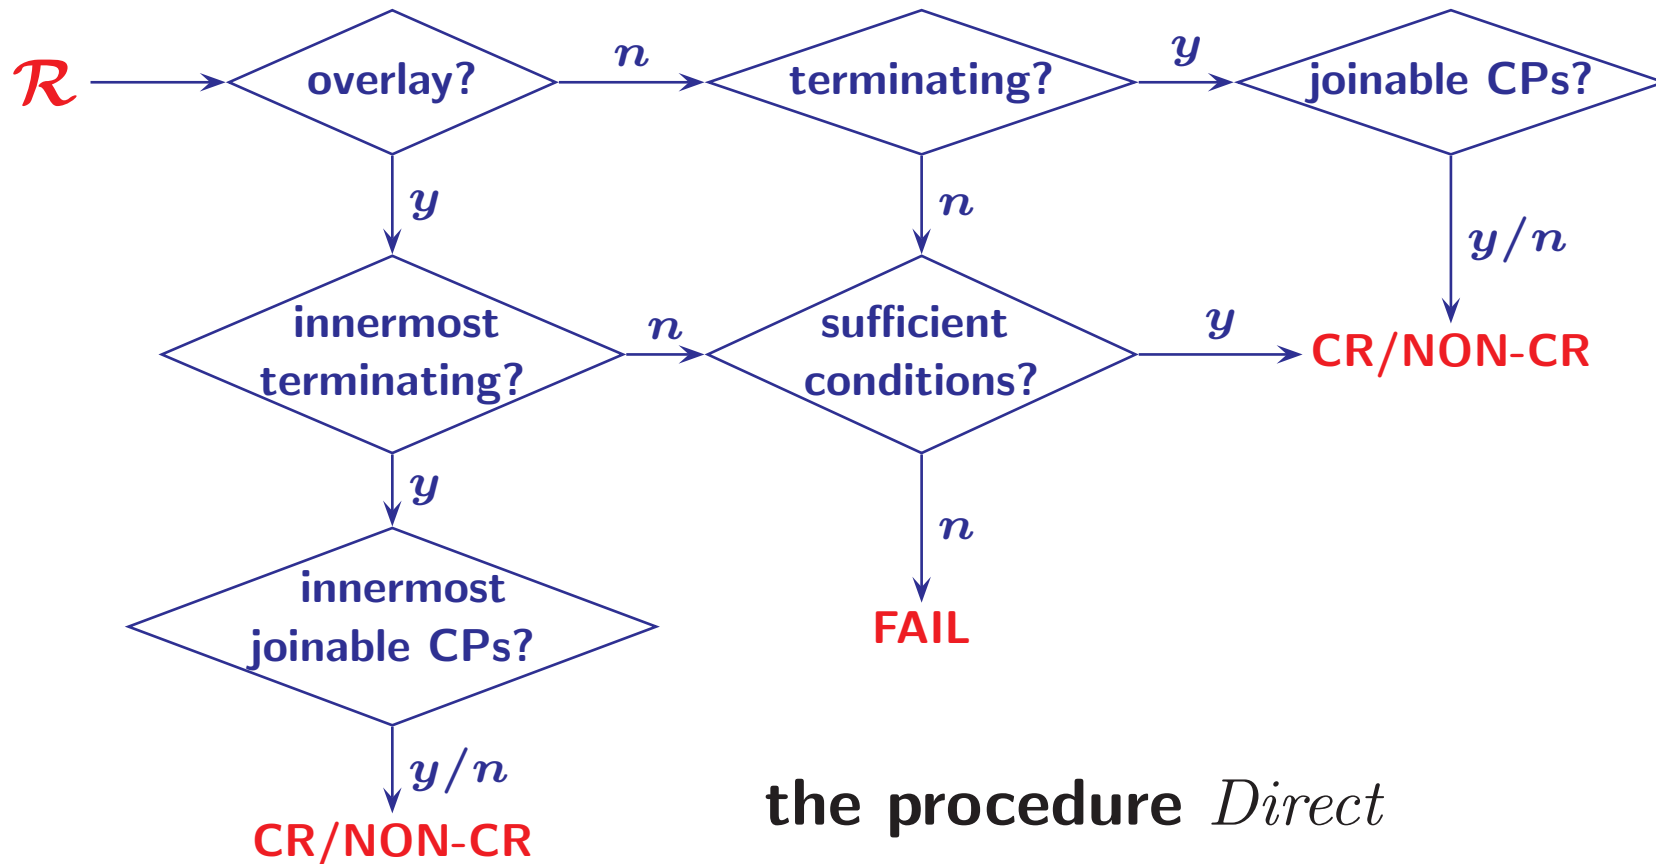 R
overlay?
n
terminating?
y
joinable CPs?
y
n
y/n
innermost
terminating?
n
sufficient
conditions?
y
CR/NON-CR
y
n
innermost
joinable CPs?
FAIL
y/n
CR/NON-CR
the procedure Direct